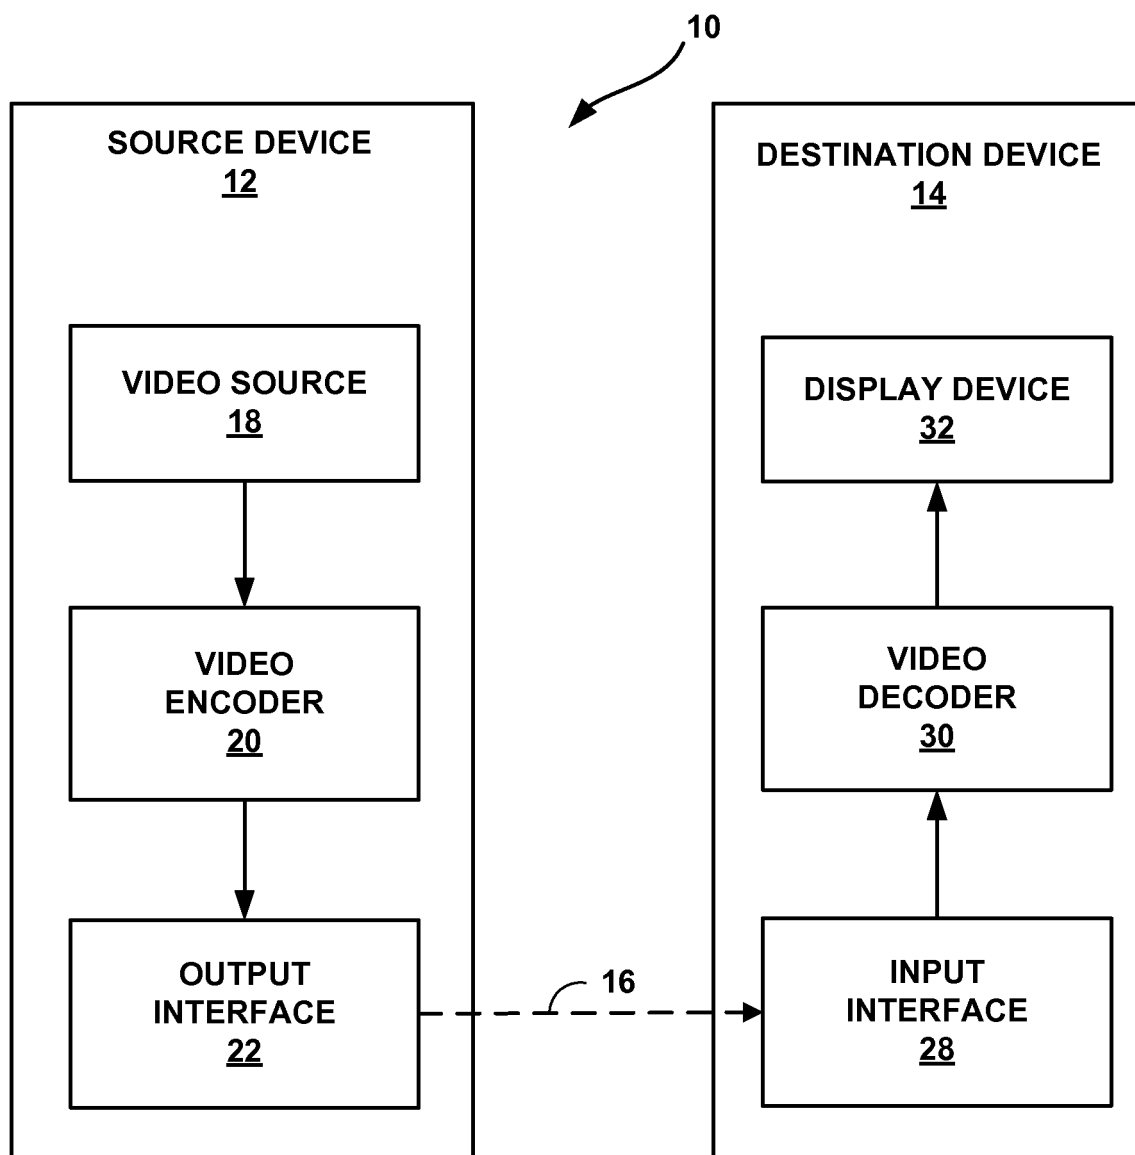 10
SOURCE DEVICE
12
VIDEO SOURCE
18
VIDEO
ENCODER
20
OUTPUT
INTERFACE
22
16
DESTINATION DEVICE
14
DISPLAY DEVICE
32
VIDEO
DECODER
30
INPUT
INTERFACE
28